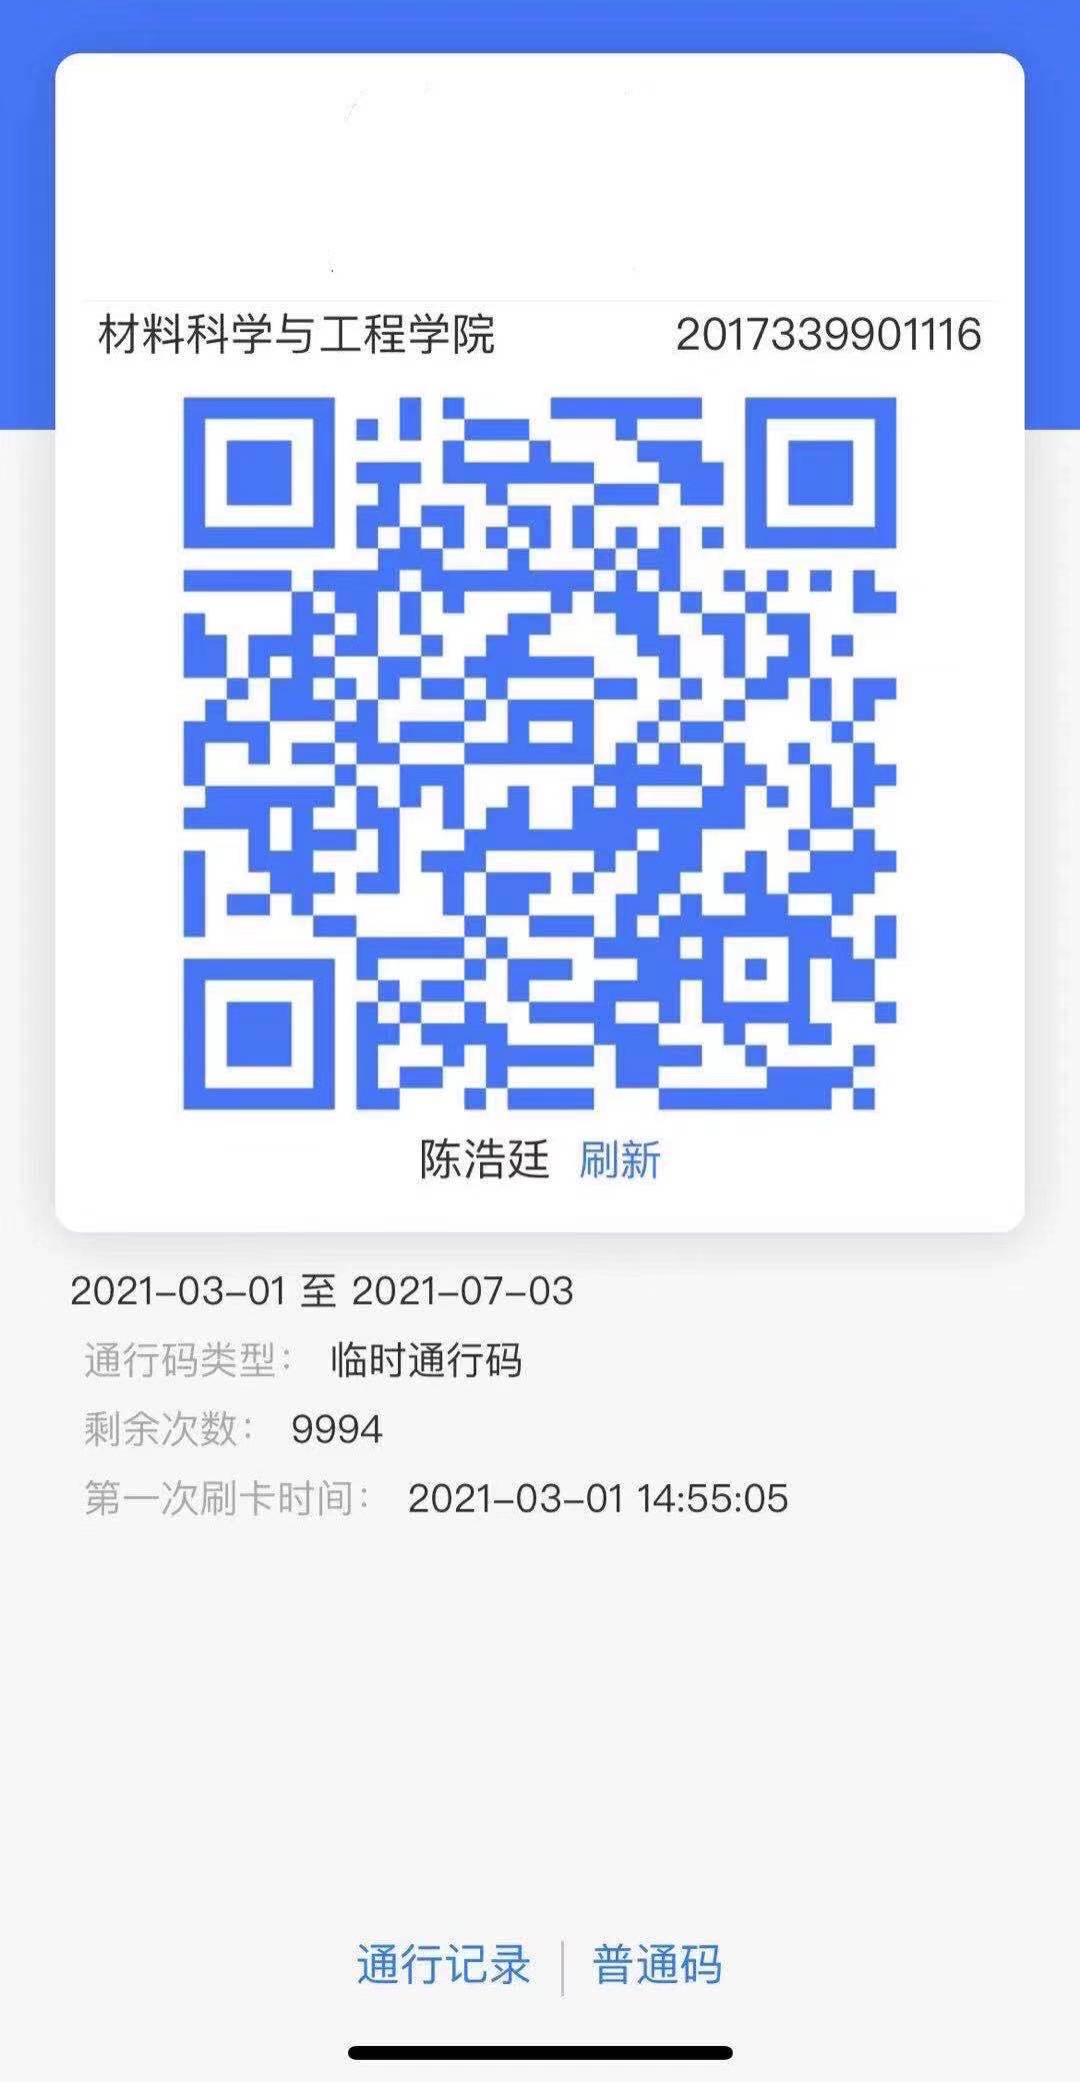 材料科学与工程学院 2017339901116
陈浩廷 刷新
2021-03-01 至 2021-07-03
通行码类型： 临时通行码
剩余次数： 9994
第一次刷卡时间： 2021-03-01 14:55:05
通行记录 | 普通码